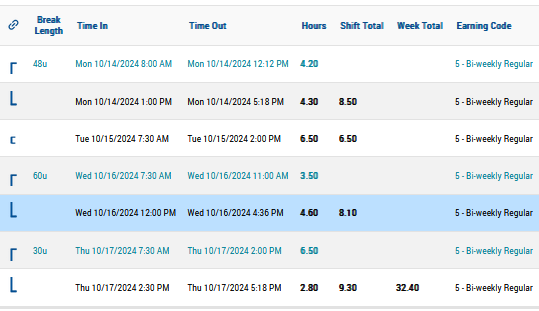 Break Length Time In Time Out Hours Shift Total Week Total Earning Code
48u Mon 10/14/2024 8:00 AM Mon 10/14/2024 12:12 PM 4.20 5 - Bi-weekly Regular
Mon 10/14/2024 1:00 PM Mon 10/14/2024 5:18 PM 4.30 8.50 5 - Bi-weekly Regular
Tue 10/15/2024 7:30 AM Tue 10/15/2024 2:00 PM 6.50 6.50 5 - Bi-weekly Regular
60u Wed 10/16/2024 7:30 AM Wed 10/16/2024 11:00 AM 3.50 5 - Bi-weekly Regular
Wed 10/16/2024 12:00 PM Wed 10/16/2024 4:36 PM 4.60 8.10 5 - Bi-weekly Regular
30u Thu 10/17/2024 7:30 AM Thu 10/17/2024 2:00 PM 6.50 5 - Bi-weekly Regular
Thu 10/17/2024 2:30 PM Thu 10/17/2024 5:18 PM 2.80 9.30 32.40 5 - Bi-weekly Regular